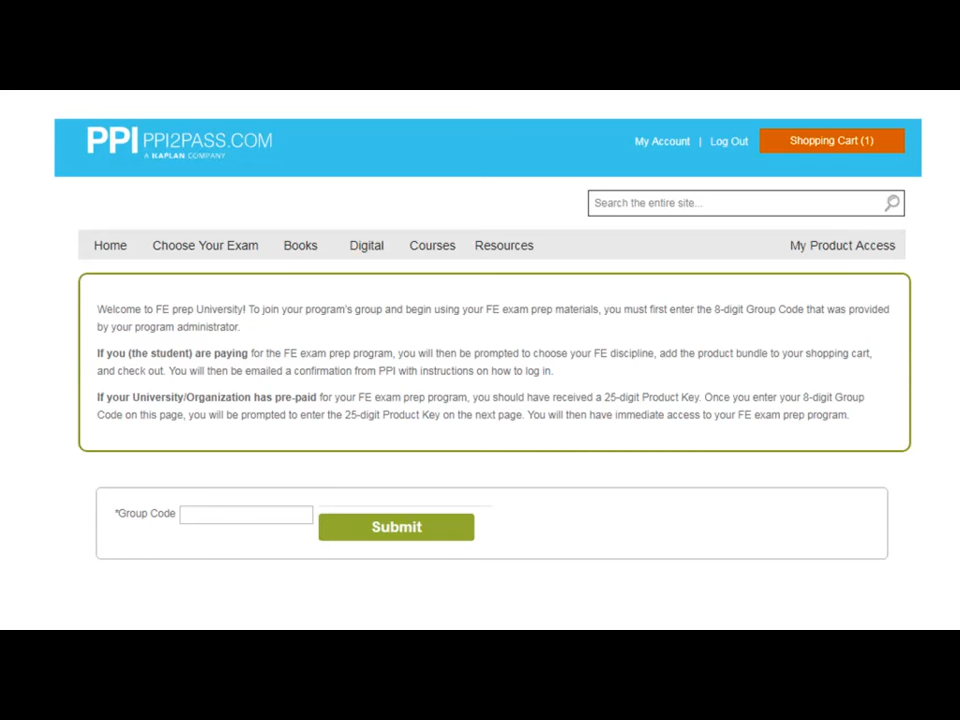 PPI PPI2PASS.COM
A KAPLAN COMPANY
My Account | Log Out Shopping Cart (1)
Search the entire site...
Home Choose Your Exam Books Digital Courses Resources My Product Access
Welcome to FE prep University! To join your program's group and begin using your FE exam prep materials, you must first enter the 8-digit Group Code that was provided
by your program administrator.
If you (the student) are paying for the FE exam prep program, you will then be prompted to choose your FE discipline, add the product bundle to your shopping cart,
and check out. You will then be emailed a confirmation from PPI with instructions on how to log in.
If your University/Organization has pre-paid for your FE exam prep program, you should have received a 25-digit Product Key. Once you enter your 8-digit Group
Code on this page, you will be prompted to enter the 25-digit Product Key on the next page. You will then have immediate access to your FE exam prep program.
*Group Code
Submit